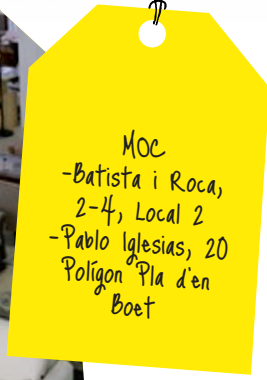 MOC
-Batista i Roca,
2-4, Local 2
-Pablo Iglesias, 20
Polígon Pla d'en
Boet